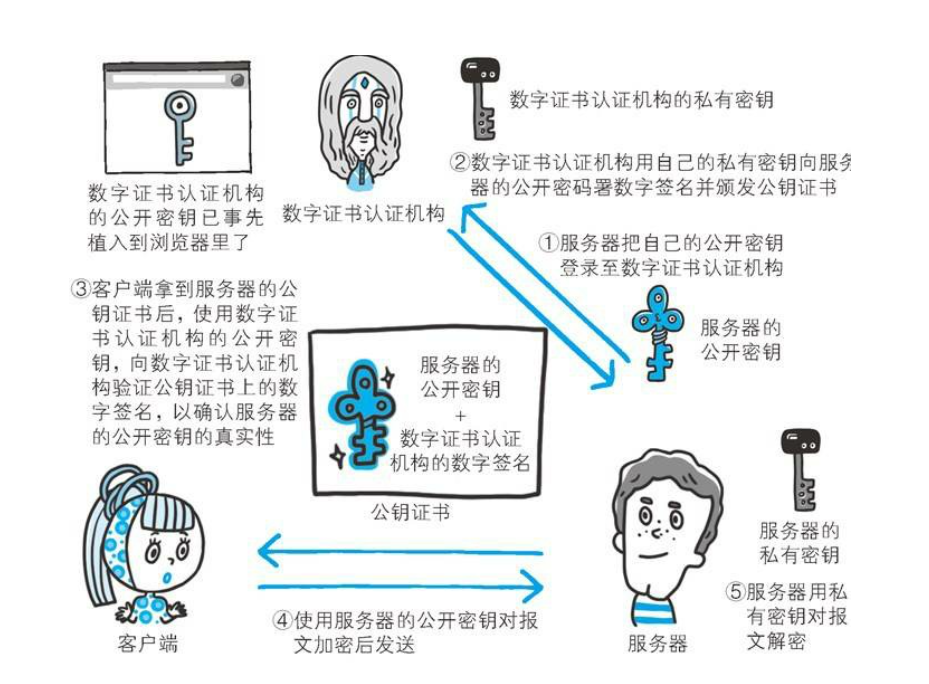 数字证书认证机构
的公开密钥已事先
植入到浏览器里了
数字证书认证机构
数字证书认证机构的私有密钥
②数字证书认证机构用自己的私有密钥向服务
器的公开密码署数字签名并颁发公钥证书
①服务器把自己的公开密钥
登录至数字证书认证机构
服务器的
公开密钥
③客户端拿到服务器的公
钥证书后，使用数字证
书认证机构的公开密
钥，向数字证书认证机
构验证公钥证书上的数
字签名，以确认服务器
的公开密钥的真实性
服务器的
公开密钥
+
数字证书认证
机构的数字签名
公钥证书
服务器的
私有密钥
⑤服务器用私
有密钥对报
文解密
④使用服务器的公开密钥对报
文加密后发送
客户端
服务器